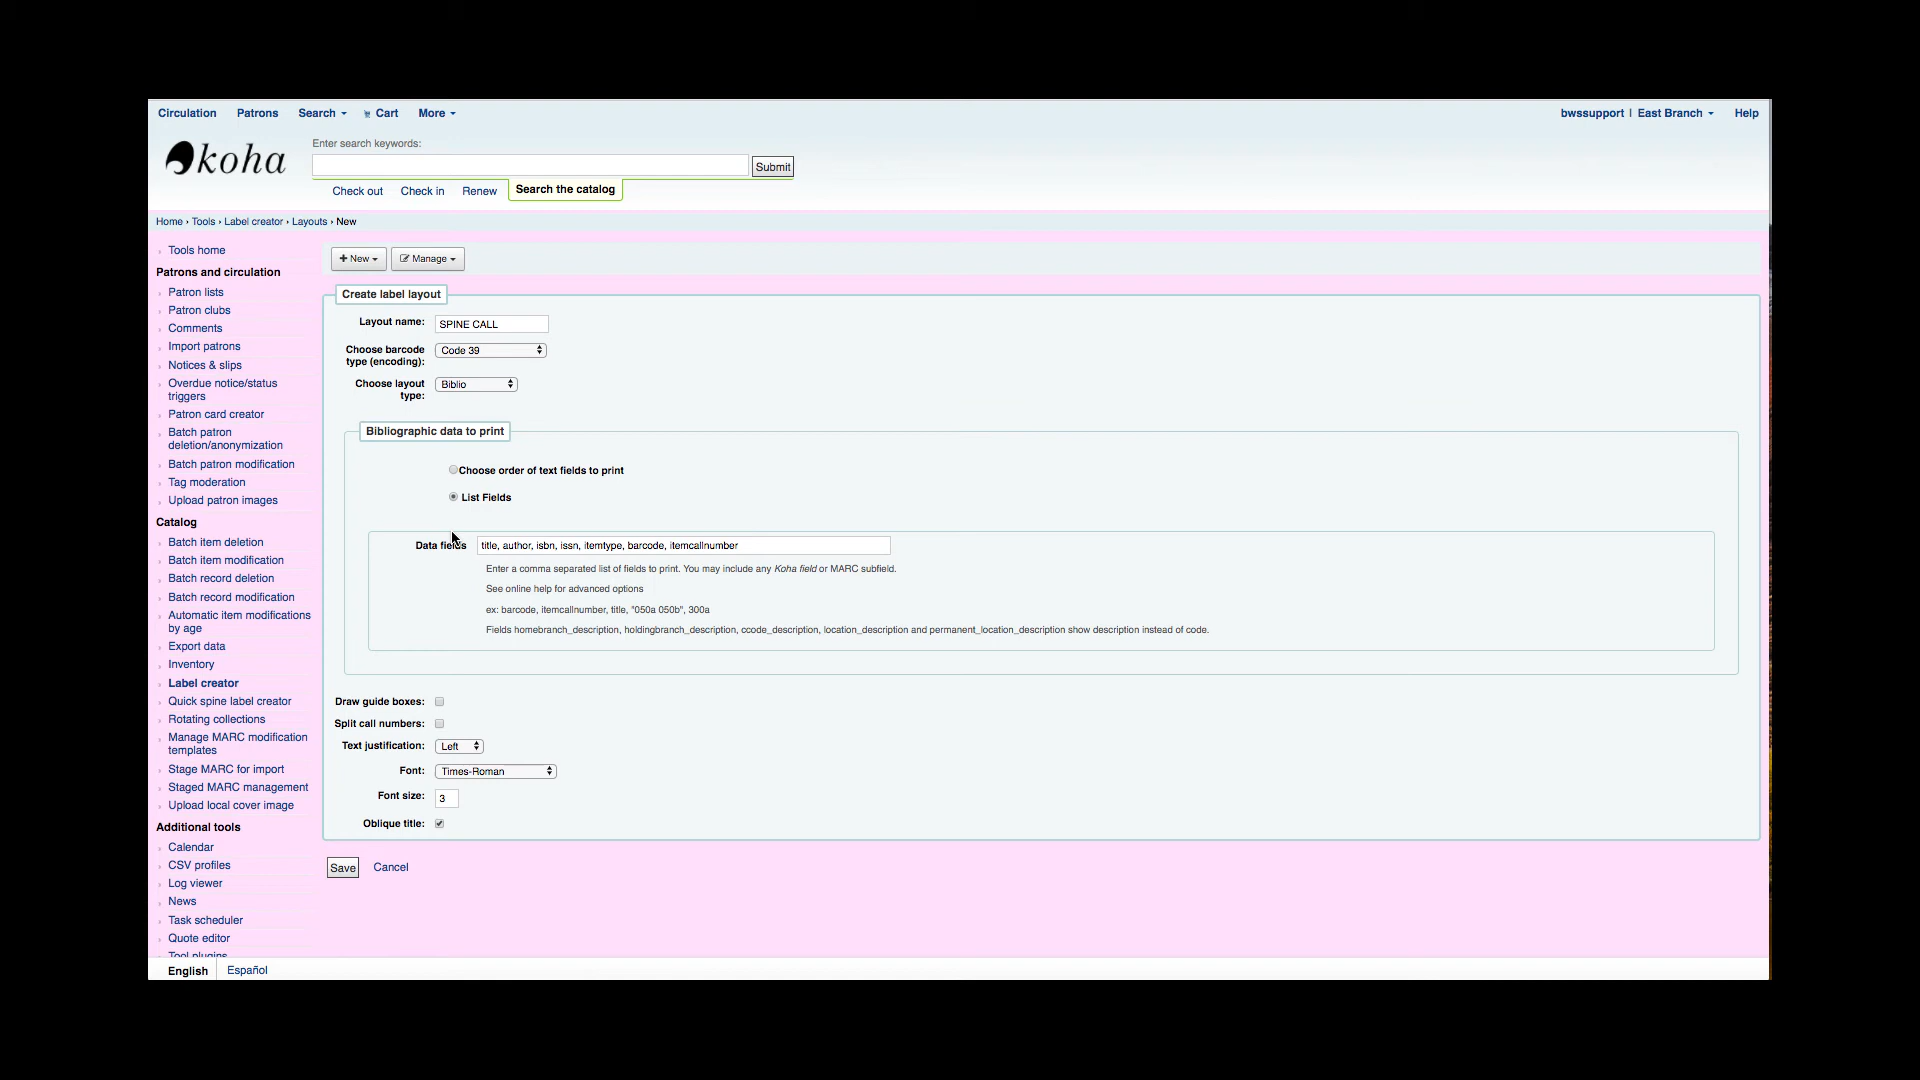 Circulation Patrons Search Cart More bwssupport | East Branch Help
koha
Enter search keywords:
Submit
Check out Check in Renew Search the catalog
Home › Tools › Label creator › Layouts › New
Tools home
Patrons and circulation
Patron lists
Patron clubs
Comments
Import patrons
Notices & slips
Overdue notice/status
triggers
Patron card creator
Batch patron
deletion/anonymization
Batch patron modification
Tag moderation
Upload patron images
Catalog
Batch item deletion
Batch item modification
Batch record deletion
Batch record modification
Automatic item modifications
by age
Export data
Inventory
Label creator
Quick spine label creator
Rotating collections
Manage MARC modification
templates
Stage MARC for import
Staged MARC management
Upload local cover image
Additional tools
Calendar
CSV profiles
Log viewer
News
Task scheduler
Quote editor
Tool plugins
+ New Manage
Create label layout
Layout name: SPINE CALL
Choose barcode
type (encoding): Code 39
Choose layout
type: Biblio
Bibliographic data to print
Choose order of text fields to print
List Fields
Data fields title, author, isbn, issn, itemtype, barcode, itemcallnumber
Enter a comma separated list of fields to print. You may include any Koha field or MARC subfield.
See online help for advanced options
ex: barcode, itemcallnumber, title, "050a 050b", 300a
Fields homebranch_description, holdingbranch_description, ccode_description, location_description and permanent_location_description show description instead of code.
Draw guide boxes:
Split call numbers:
Text justification: Left
Font: Times-Roman
Font size: 3
Oblique title:
Save Cancel
English Español